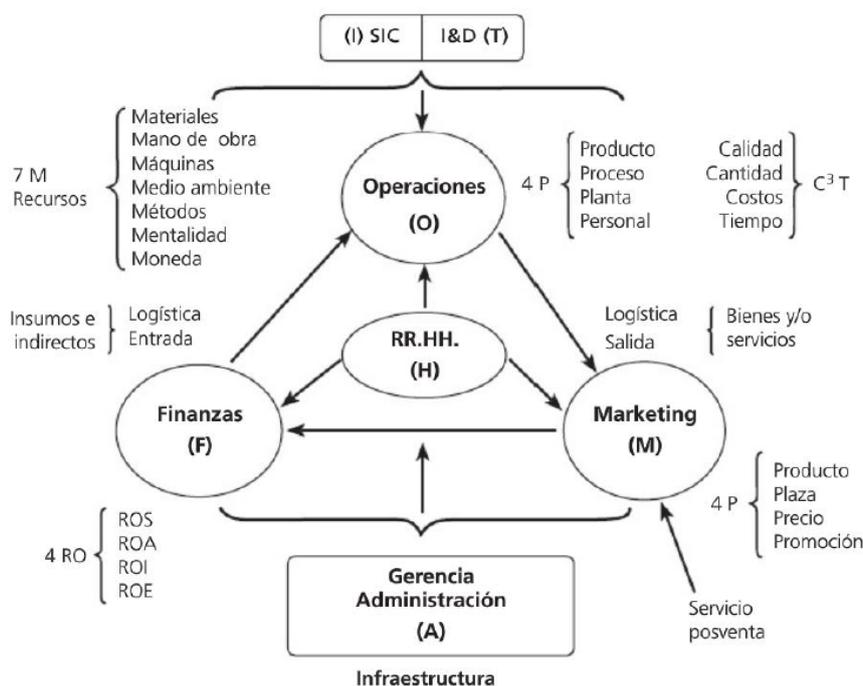 (I) SIC
I&D (T)
7 M
Recursos
Materiales
Mano de obra
Máquinas
Medio ambiente
Métodos
Mentalidad
Moneda
Operaciones
(O)
4 P
Producto
Proceso
Planta
Personal
Calidad
Cantidad
Costos
Tiempo
C³ T
Insumos e
indirectos
Logística
Entrada
RR.HH.
(H)
Logística
Salida
Bienes y/o
servicios
Finanzas
(F)
Marketing
(M)
4 RO
ROS
ROA
ROI
ROE
4 P
Producto
Plaza
Precio
Promoción
Gerencia
Administración
(A)
Servicio
posventa
Infraestructura